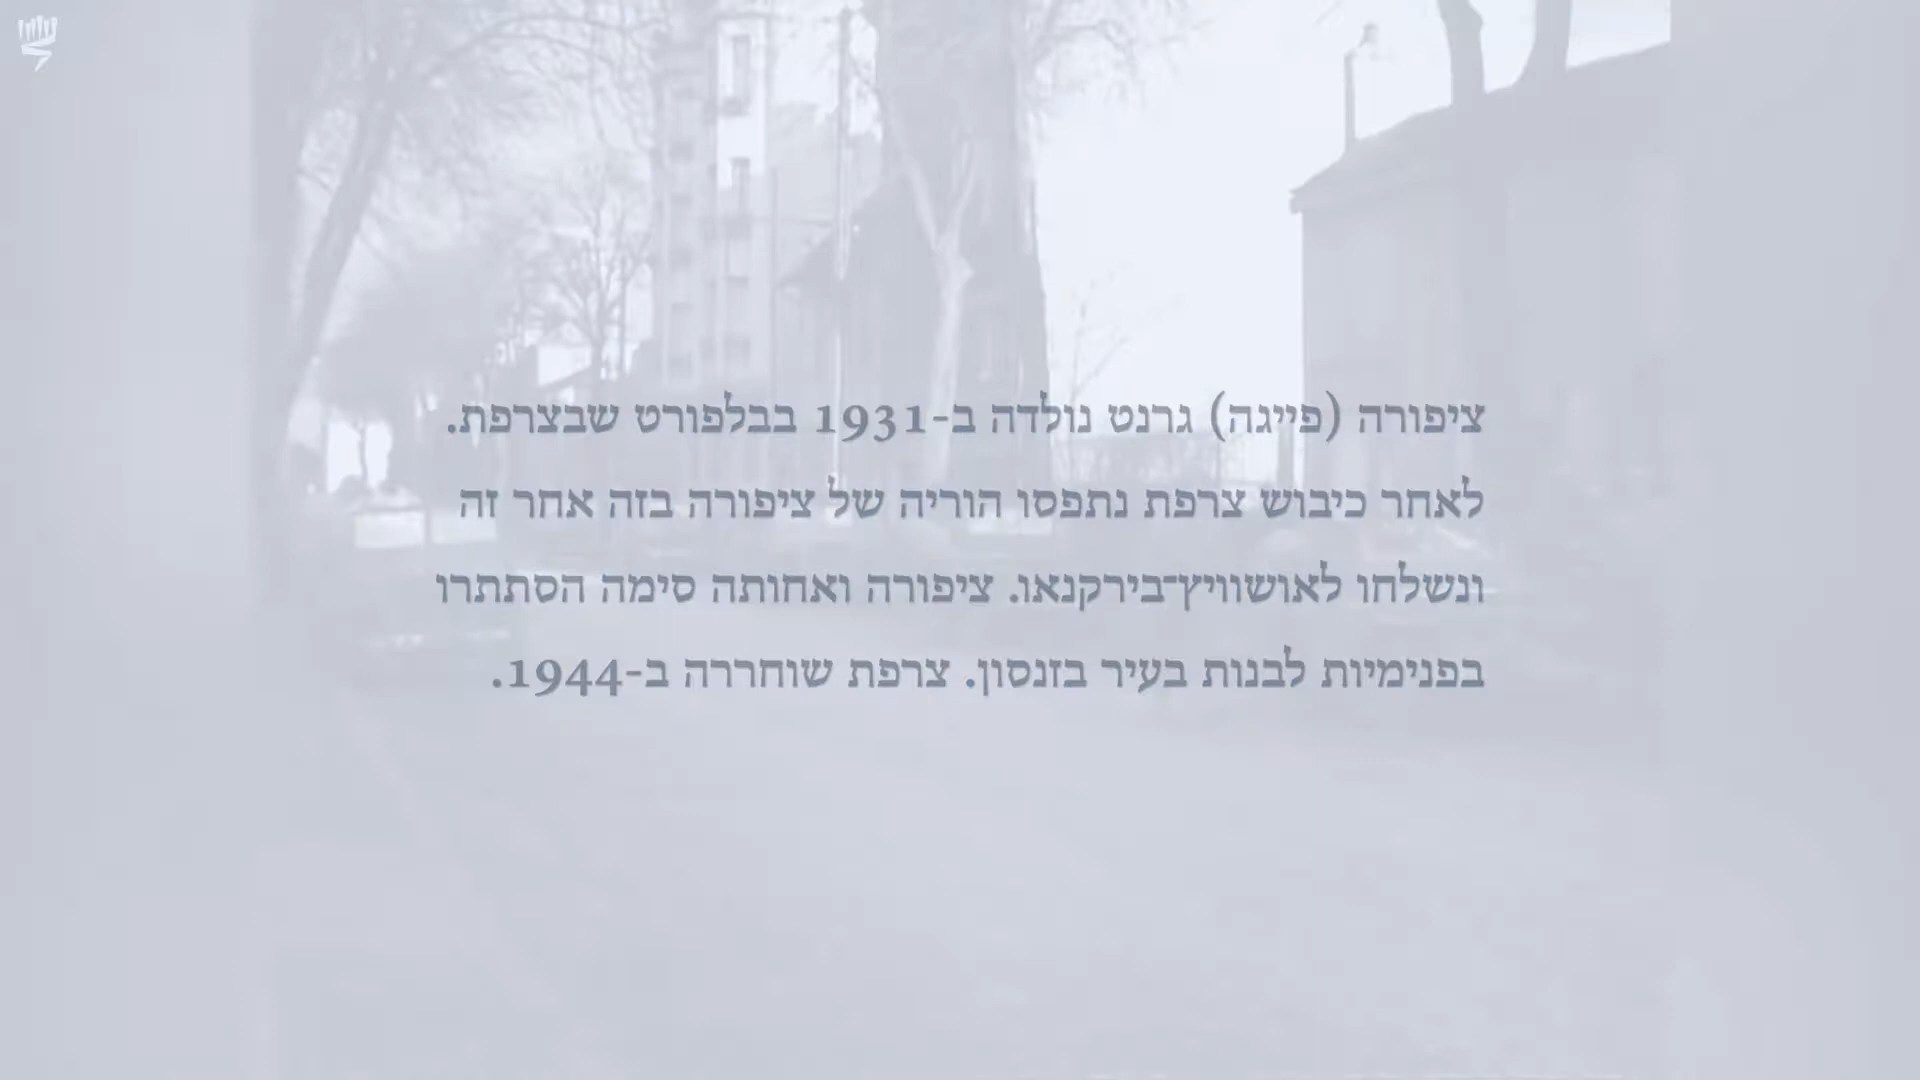 ציפורה (פייגה) גרנט נולדה ב-1931 בבלפורט שבצרפת.
לאחר כיבוש צרפת נתפסו הוריה של ציפורה בזה אחר זה
ונשלחו לאושוויץ־בירקנאו. ציפורה ואחותה סימה הסתתרו
בפנימיות לבנות בעיר בזנסון. צרפת שוחררה ב-1944.